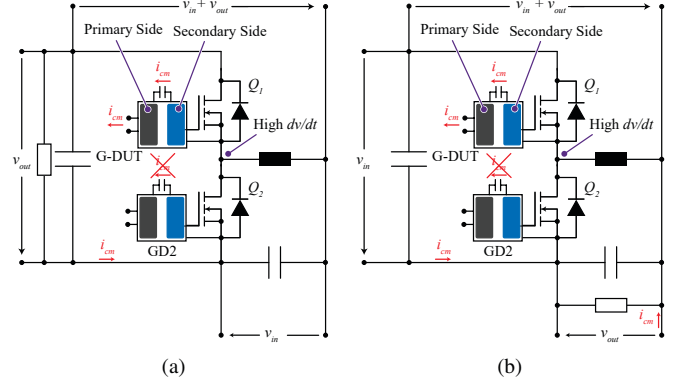 v_in + v_out
Primary Side
Secondary Side
i_cm
Q_1
i_cm
High dv/dt
v_out
G-DUT
i_cm
Q_2
GD2
i_cm
v_in
(a)
v_in + v_out
Primary Side
Secondary Side
i_cm
Q_1
i_cm
High dv/dt
v_in
G-DUT
i_cm
Q_2
GD2
i_cm
v_out
(b)